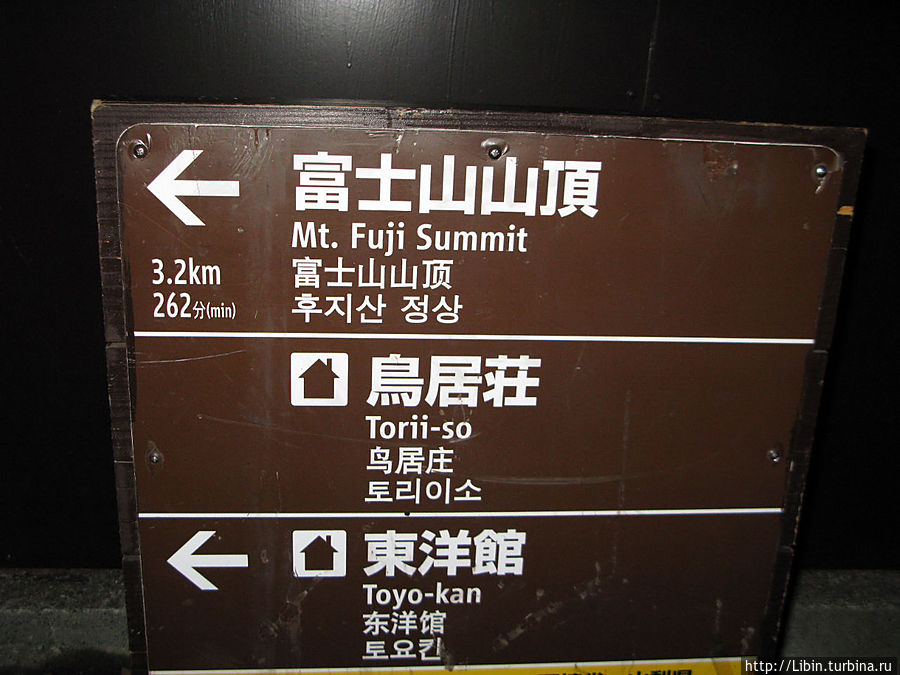 富士山山頂
Mt. Fuji Summit
3.2km
富士山山顶
262分(min)
후지산 정상
鳥居荘
Torii-so
鸟居庄
토리이소
東洋館
Toyo-kan
东洋馆
토요킨
http://Libin.turbina.ru